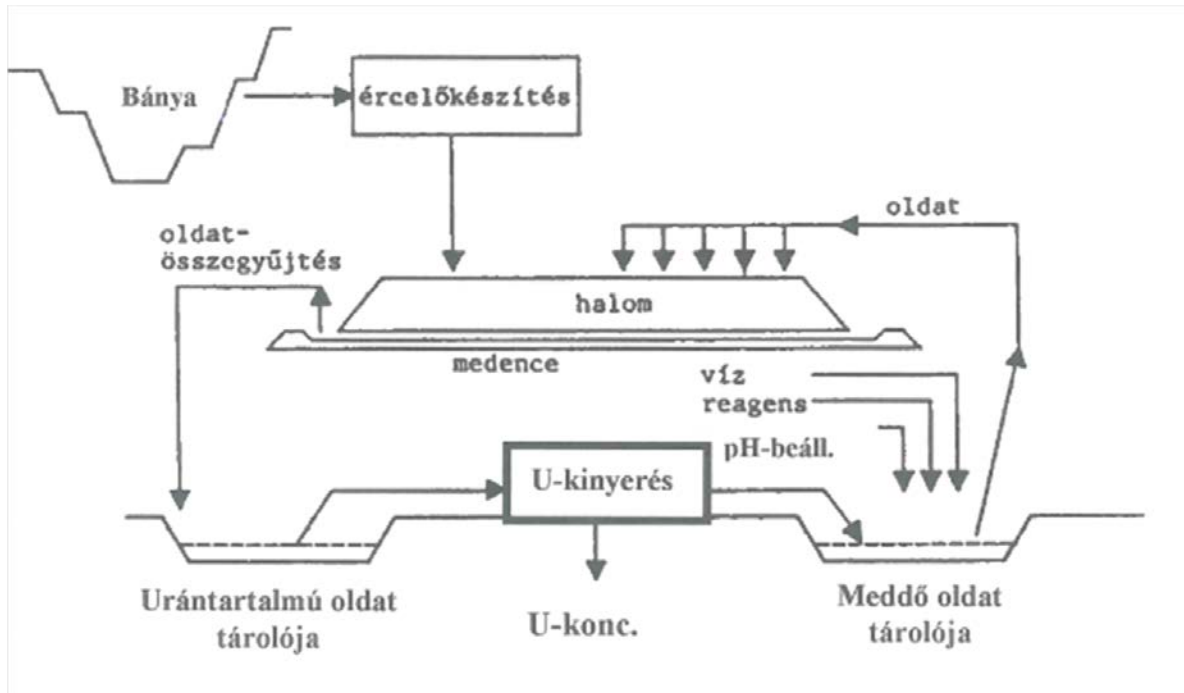 Bánya
ércelőkészítés
oldat
oldat-
összegyűjtés
halom
medence
víz
reagens
pH-beáll.
U-kinyerés
Urántartalmú oldat
tárolója
U-konc.
Meddő oldat
tárolója